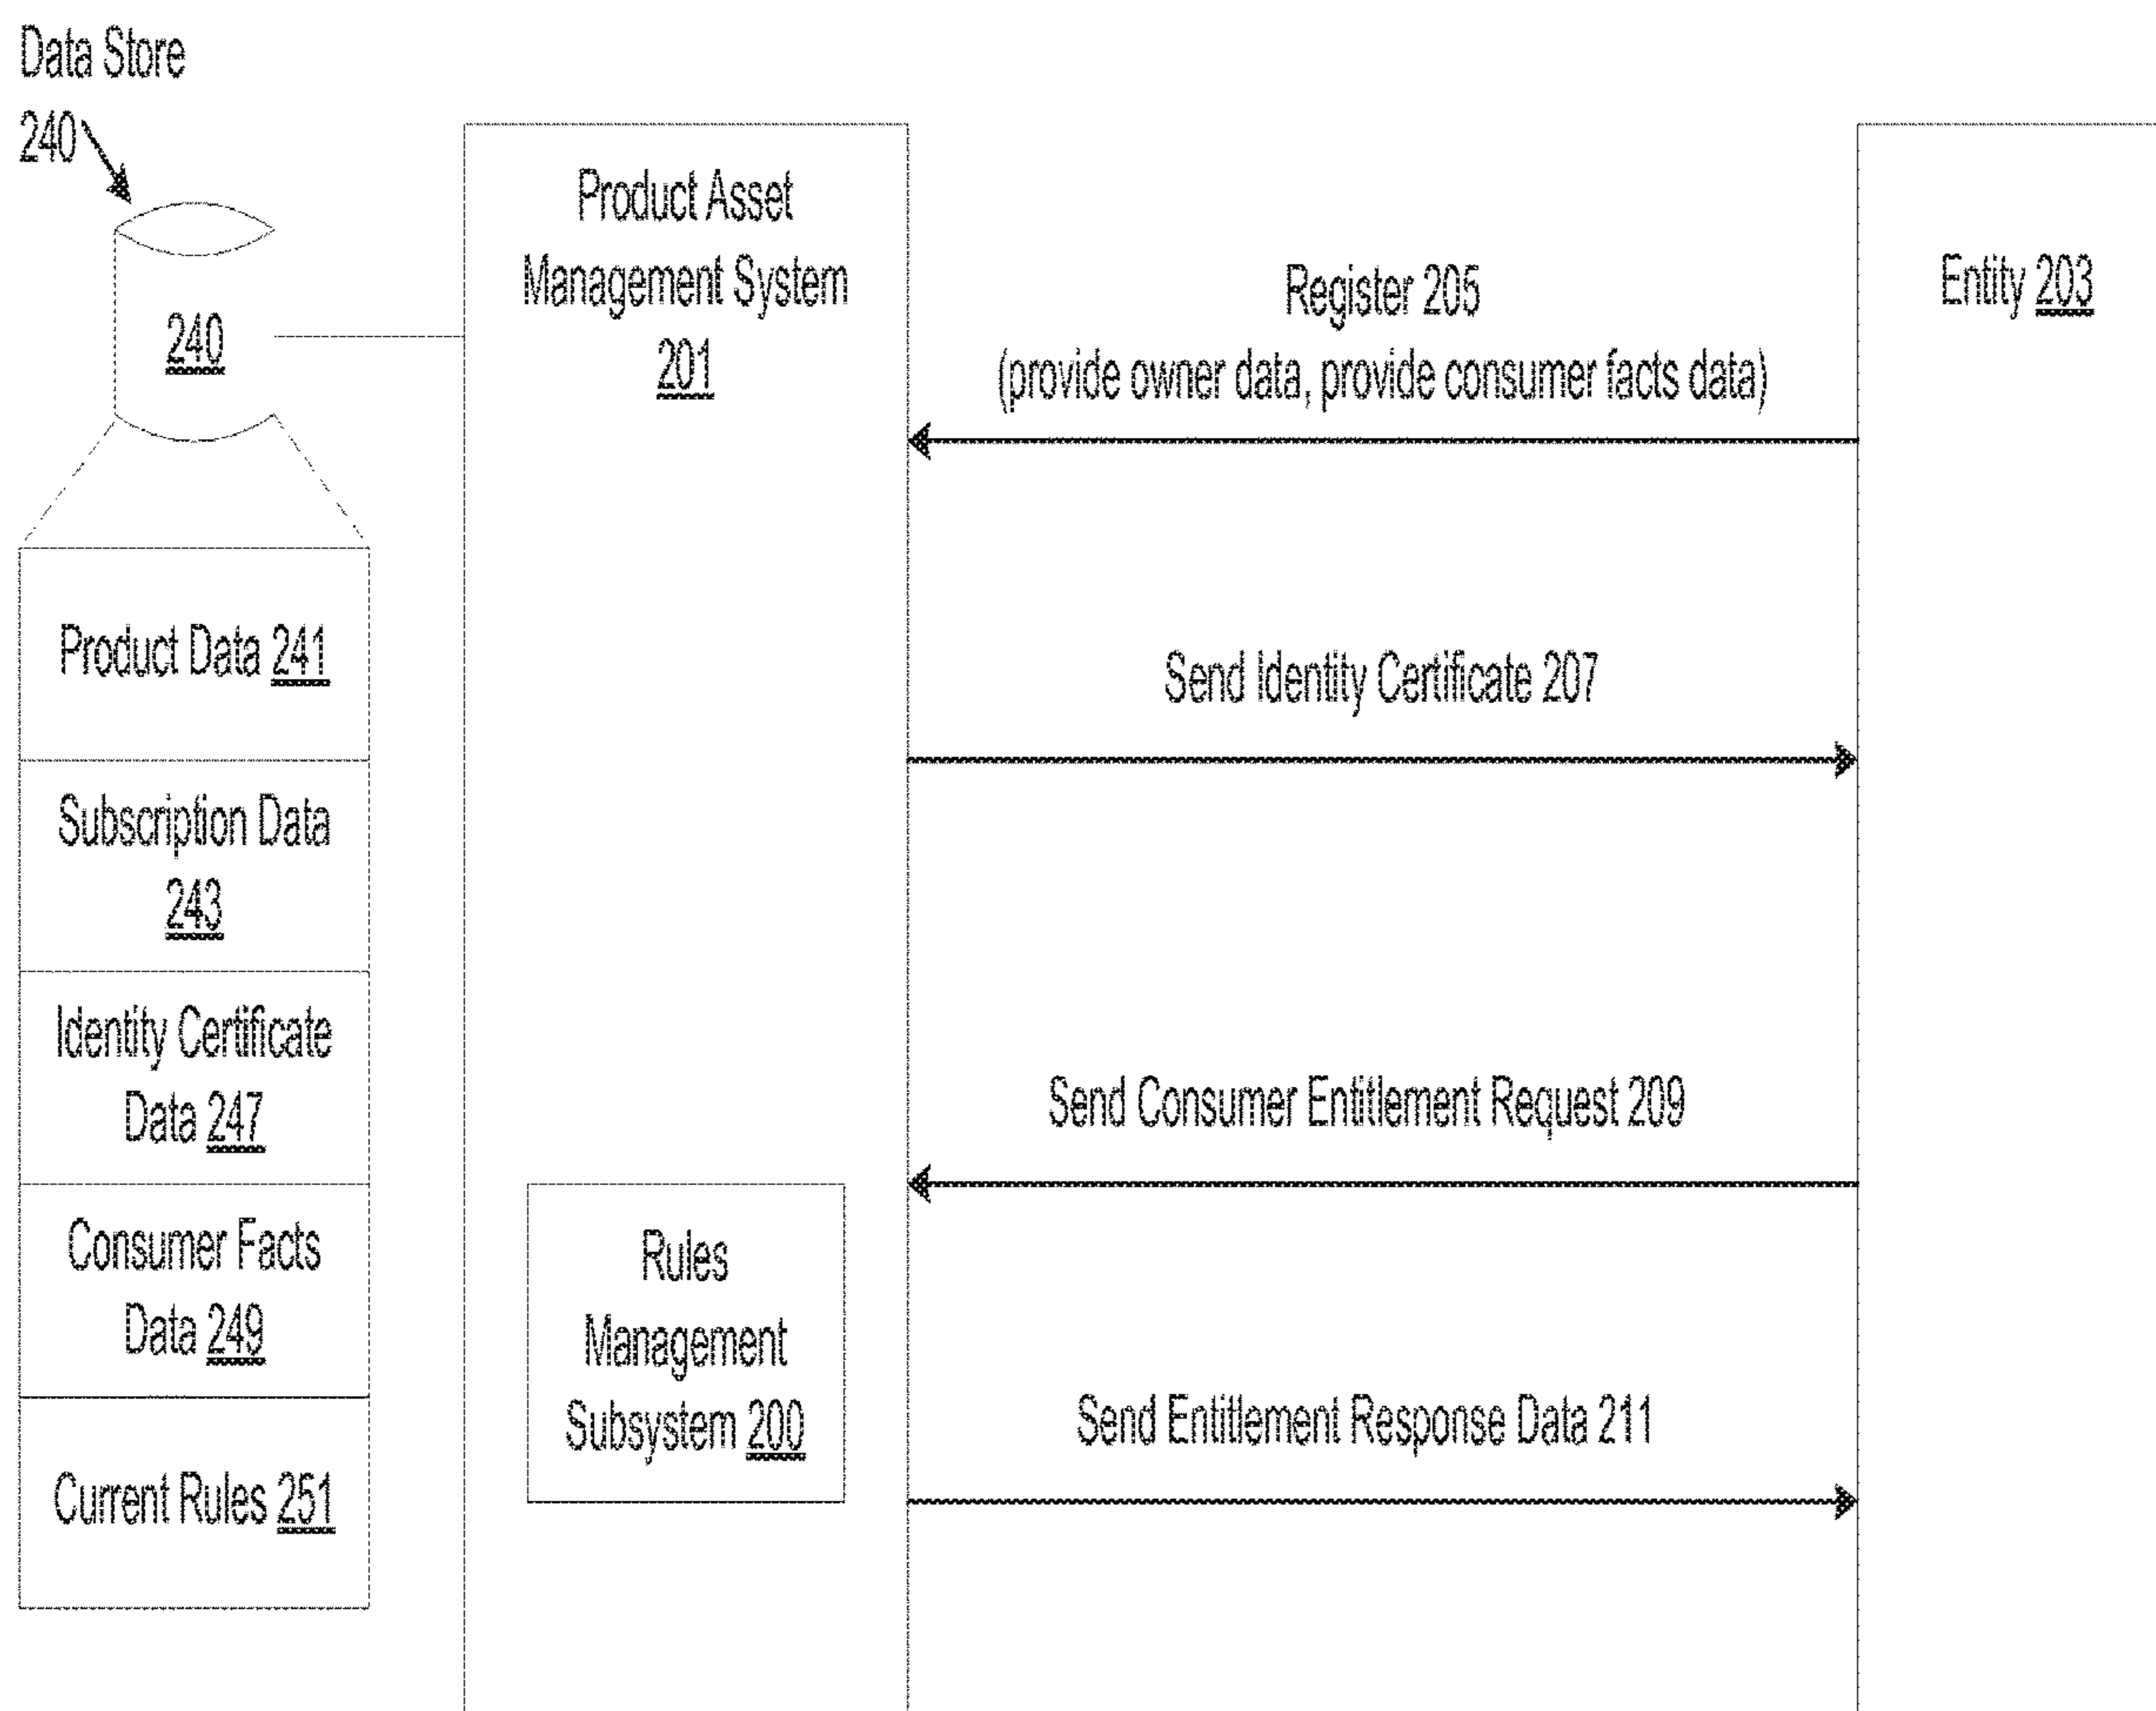 Data Store
240
240
Product Data 241
Subscription Data
243
Identity Certificate
Data 247
Consumer Facts
Data 249
Current Rules 251
Product Asset
Management System
201
Rules
Management
Subsystem 200
Register 205
(provide owner data, provide consumer facts data)
Send Identity Certificate 207
Send Consumer Entitlement Request 209
Send Entitlement Response Data 211
Entity 203